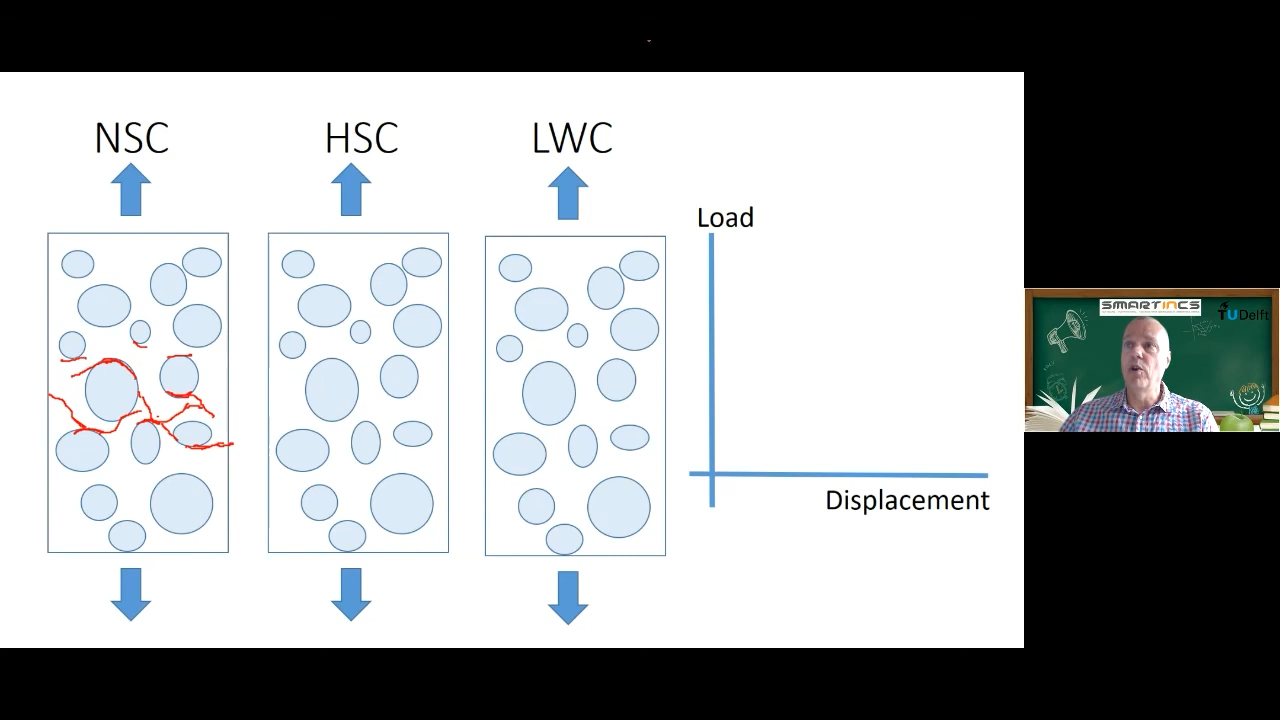 NSC
HSC
LWC
Load
Displacement
SMARTINCS
TU Delft